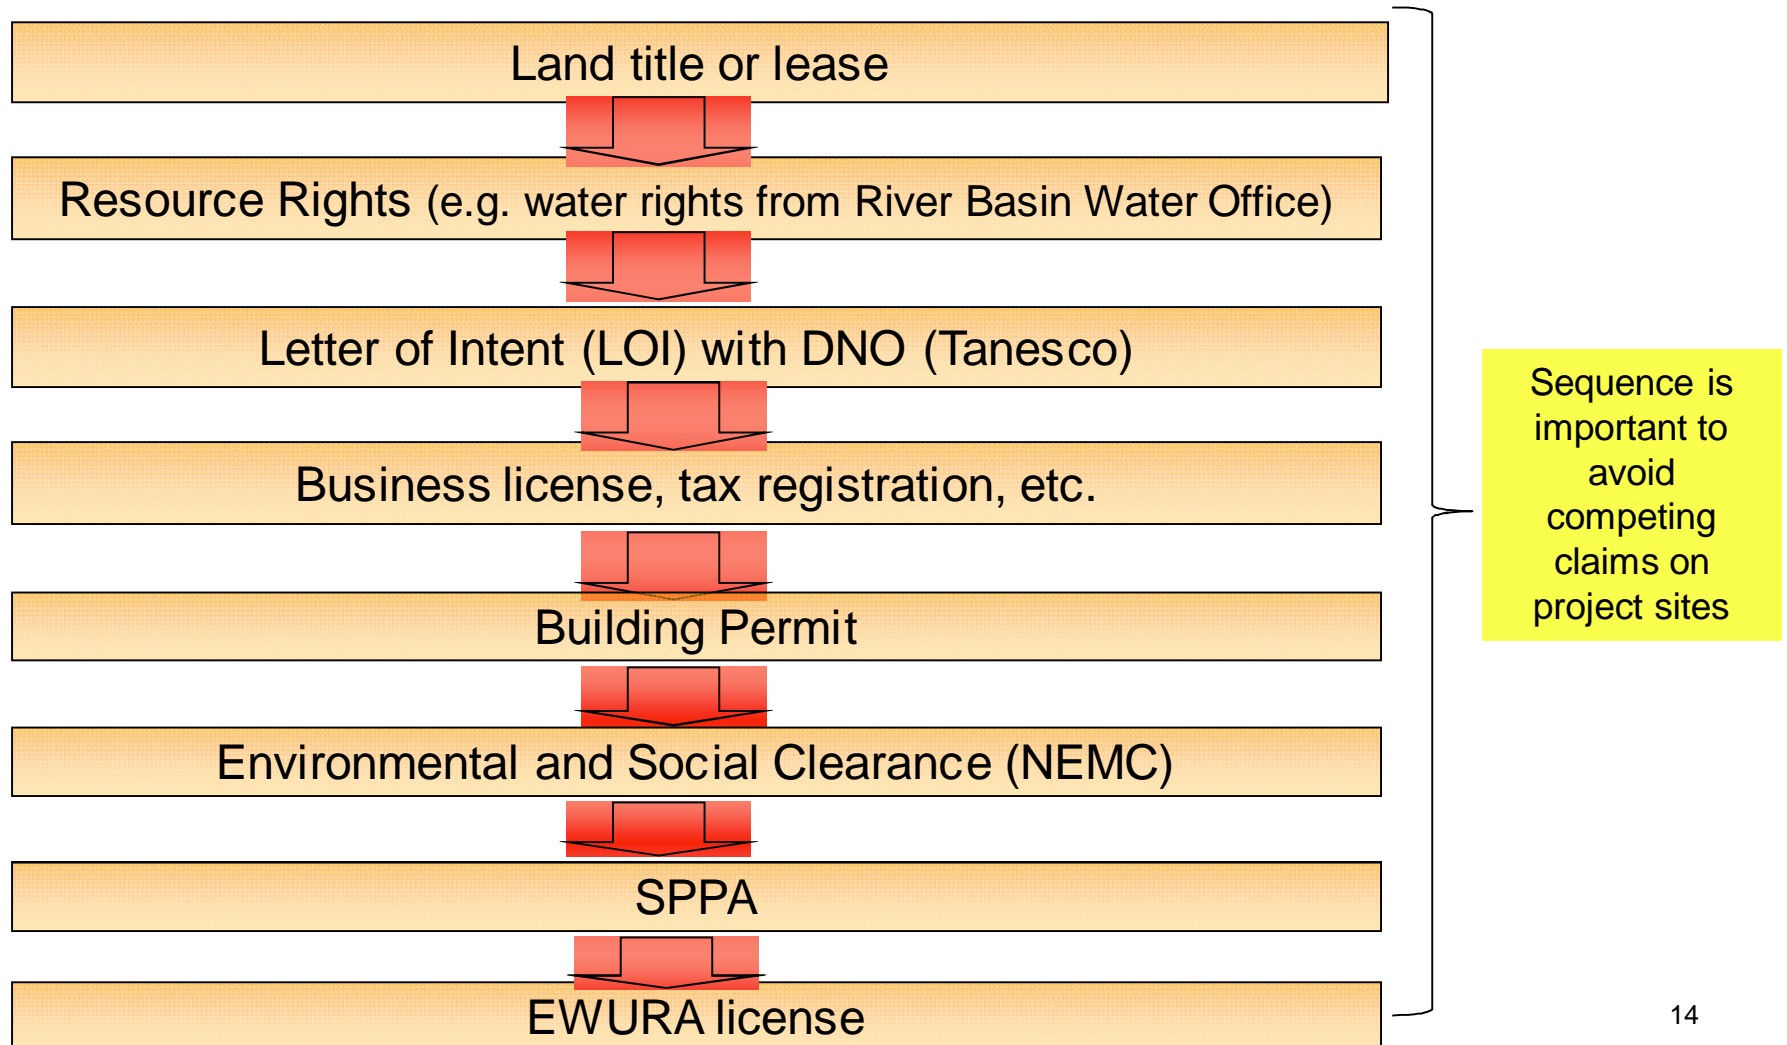 Land title or lease
Resource Rights (e.g. water rights from River Basin Water Office)
Letter of Intent (LOI) with DNO (Tanesco)
Business license, tax registration, etc.
Building Permit
Environmental and Social Clearance (NEMC)
SPPA
EWURA license
Sequence is
important to
avoid
competing
claims on
project sites
14